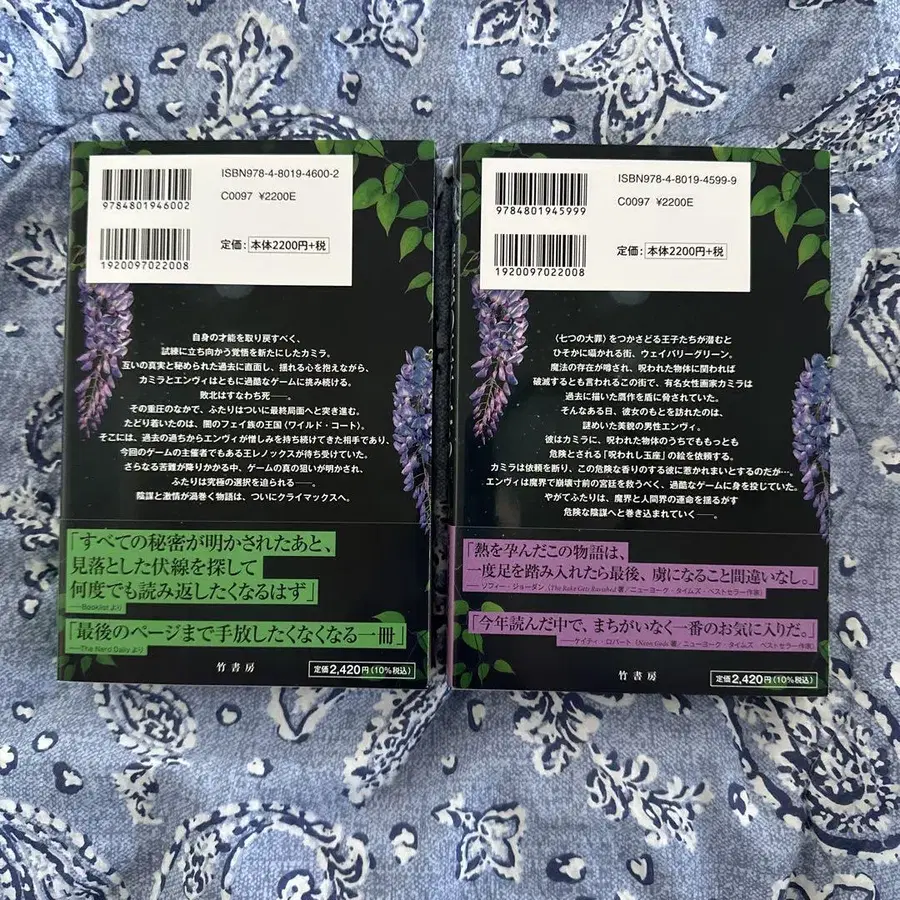 ISBN978-4-8019-4600-2
C0097 ¥2200E
9784801946002
定価：本体2200円+税
1920097022008
自身の才能を取り戻すべく、
試練に立ち向かう覚悟を新たにしたカミラ。
互いの真実と秘められた過去に直面し、揺れる心を抱えながら、
カミラとエンヴィはともに過酷なゲームに挑み続ける。
敗北はすなわち死──。
その重圧のなかで、ふたりはついに最終局面へと突き進む。
たどり着いたのは、闇のフェイ族の王国〈ワイルド・コート〉。
そこには、過去の過ちからエンヴィが憎しみを持ち続けてきた相手であり、
今回のゲームの主催者でもある王レノックスが待ち受けていた。
さらなる苦難が降りかかる中、ゲームの真の狙いが明かされ、
ふたりは究極の選択を迫られる──。
陰謀と激情が渦巻く物語は、ついにクライマックスへ。
「すべての秘密が明かされたあと、
見落とした伏線を探して
何度でも読み返したくなるはず」
──Booklistより
「最後のページまで手放したくなくなる一冊」
──The Nerd Dailyより
竹書房
定価2,420円(10%税込)
ISBN978-4-8019-4599-9
C0097 ¥2200E
9784801945999
定価：本体2200円+税
1920097022008
〈七つの大罪〉をつかさどる王子たちが潜むと
ひそかに囁かれる街、ウェイバリーグリーン。
魔法の存在が噂され、呪われた物体に関われば
破滅するとも言われるこの街で、有名女性画家カミラは
過去に描いた贋作を盾に脅されていた。
そんなある日、彼女のもとを訪れたのは、
謎めいた美貌の男性エンヴィ。
彼はカミラに、呪われた物体のうちでももっとも
危険とされる「呪われし玉座」の絵を依頼する。
カミラは依頼を断り、この危険な香りのする彼に惹かれまいとするのだが…。
エンヴィは魔界で崩壊寸前の宮廷を救うべく、過酷なゲームに身を投じていた。
やがてふたりは、魔界と人間界の運命を揺るがす
危険な陰謀へと巻き込まれていく──。
「熱を孕んだこの物語は、
一度足を踏み入れたら最後、虜になること間違いなし。」
──ソフィー・ジョーダン（The Rake Gets Ravished 著／ニューヨーク・タイムズ・ベストセラー作家）
「今年読んだ中で、まちがいなく一番のお気に入りだ。」
──ケイティ・ロバート（Neon Gods 著／ニューヨーク・タイムズ ベストセラー作家）
竹書房
定価2,420円(10%税込)